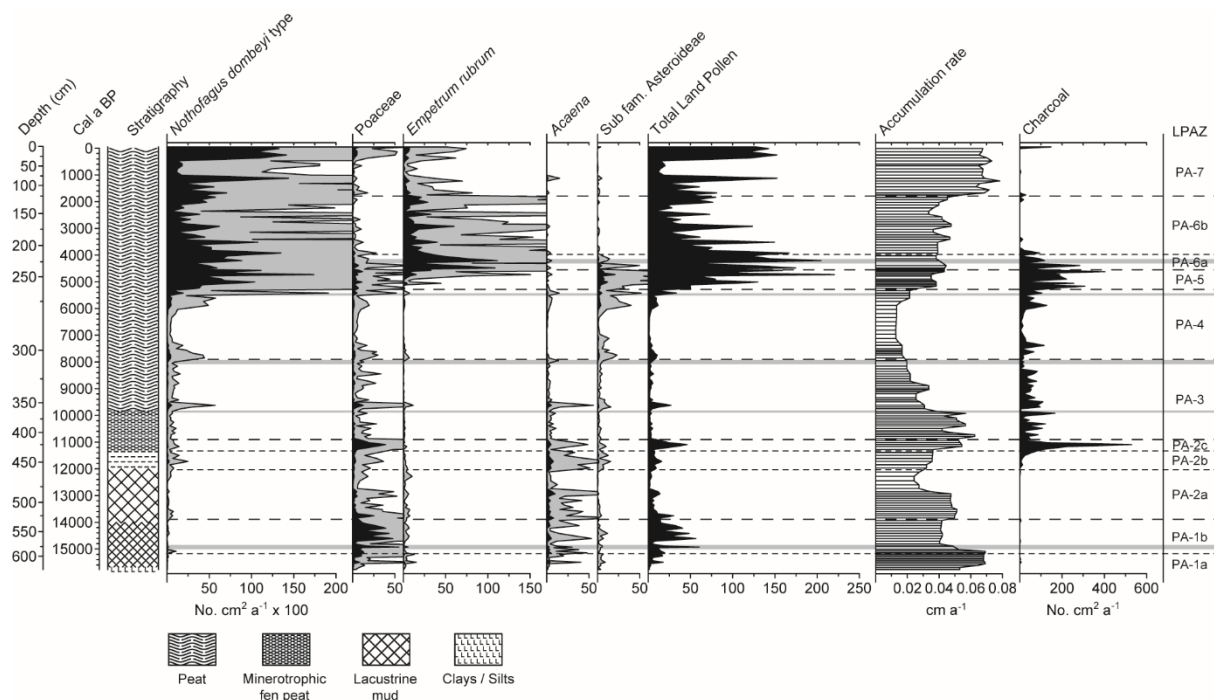 Depth (cm)
Cal a BP
Stratigraphy
Nothofagus dombeyi type
Poaceae
Empetrum rubrum
Acaena
Sub fam. Asteroideae
Total Land Pollen
Accumulation rate
Charcoal
LPAZ
0
50
100
150
200
250
300
350
400
450
500
550
600
0
1000
2000
3000
4000
5000
6000
7000
8000
9000
10000
11000
12000
13000
14000
15000
PA-7
PA-6b
PA-6a
PA-5
PA-4
PA-3
PA-2c
PA-2b
PA-2a
PA-1b
PA-1a
50 100 150 200 50 50 100 150 50 50 50 100 150 200 250 0.02 0.04 0.06 0.08 200 400 600
No. cm² a⁻¹ x 100 cm a⁻¹ No. cm² a⁻¹
Peat
Minerotrophic
fen peat
Lacustrine
mud
Clays / Silts